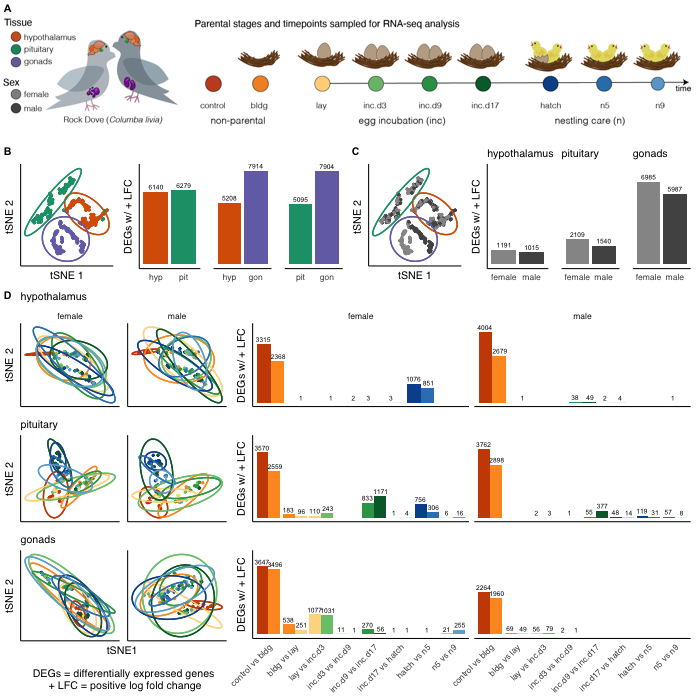 A
Tissue
hypothalamus
pituitary
gonads
Sex
female
male
Rock Dove (Columba livia)
Parental stages and timepoints sampled for RNA-seq analysis
control bldg lay inc.d3 inc.d9 inc.d17 hatch n5 n9 time
non-parental egg incubation (inc) nestling care (n)
B
tSNE 2
tSNE 1
DEGs w/ + LFC
6140 6279 5208 7914 5095 7904
hyp pit hyp gon pit gon
C
tSNE 2
tSNE 1
hypothalamus pituitary gonads
DEGs w/ + LFC
1191 1015 2109 1540 6985 5987
female male female male female male
D
hypothalamus
female male female male
tSNE 2
DEGs w/ + LFC
3315 2368 1 1 2 3 3 1076 851
4004 2679 1 38 49 2 4 1
pituitary
tSNE 2
DEGs w/ + LFC
3570 2559 183 96 110 243 833 1171 1 4 756 306 6 16
3762 2898 2 3 1 55 377 48 14 119 31 57 8
gonads
tSNE 2
tSNE1
DEGs w/ + LFC
3647 3496 538 251 1077 1031 11 1 270 56 1 1 21 255
2264 1960 69 49 56 79 2 1
control vs bldg
bldg vs lay
lay vs inc.d3
inc.d3 vs inc.d9
inc.d9 vs inc.d17
inc.d17 vs hatch
hatch vs n5
n5 vs n9
control vs bldg
bldg vs lay
lay vs inc.d3
inc.d3 vs inc.d9
inc.d9 vs inc.d17
inc.d17 vs hatch
hatch vs n5
n5 vs n9
DEGs = differentially expressed genes
+ LFC = positive log fold change